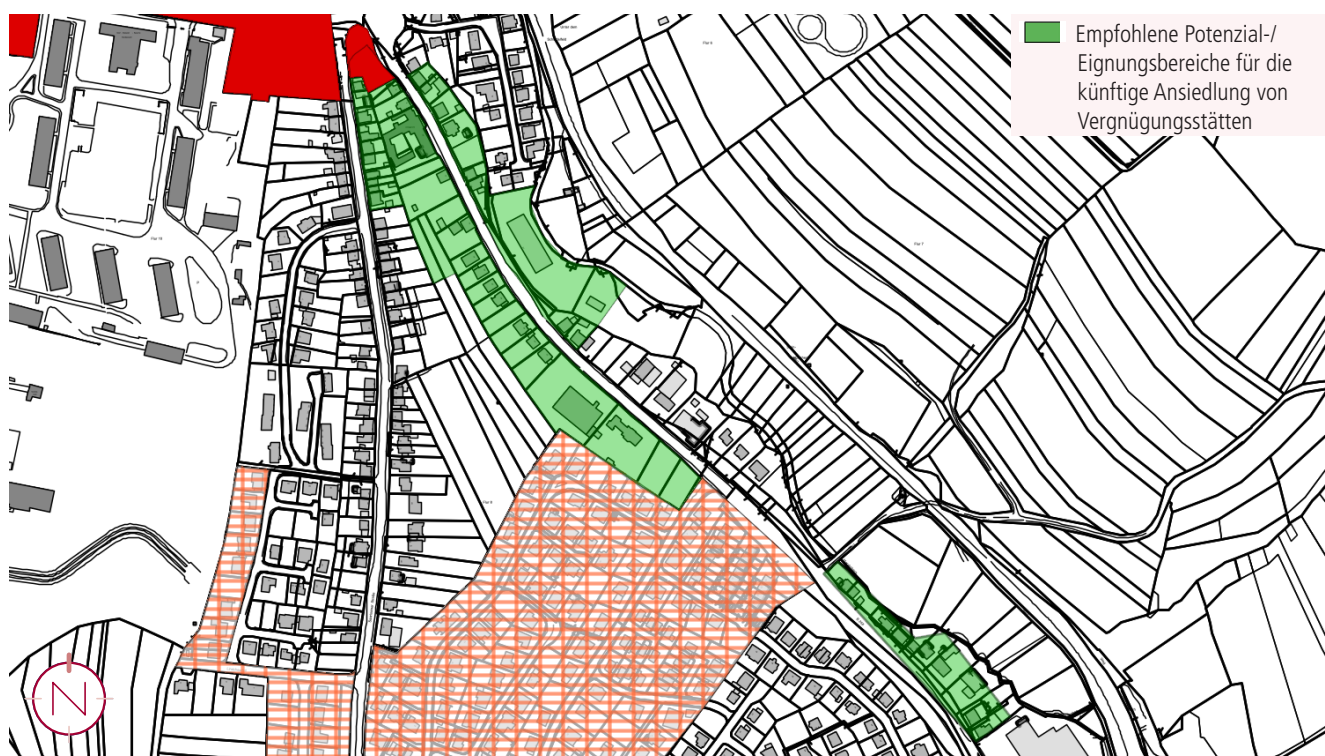 Empfohlene Potenzial-/
Eignungsbereiche für die
künftige Ansiedlung von
Vergnügungsstätten
N